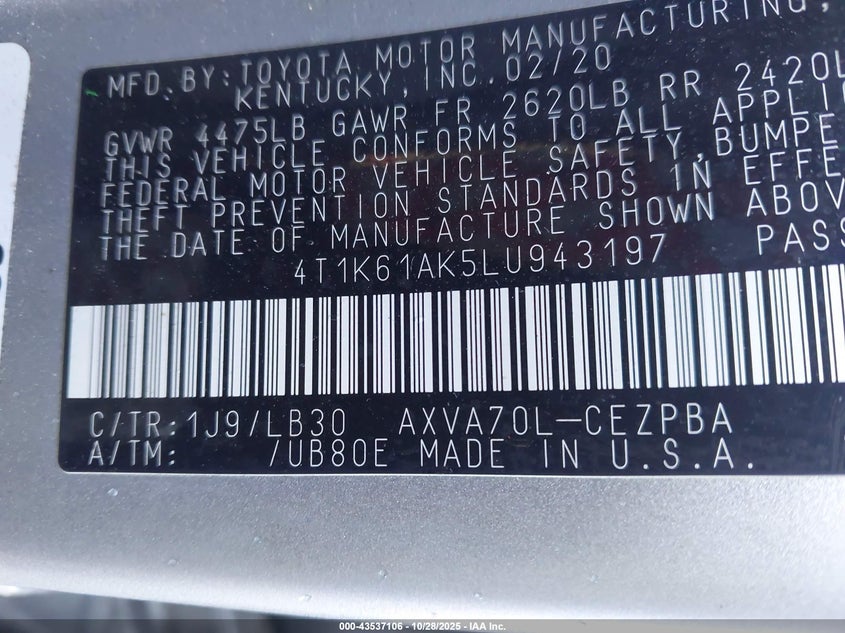 MFD. BY: TOYOTA MOTOR MANUFACTURING,
KENTUCKY, INC. 02/20
GVWR 4475LB GAWR FR 2620LB RR 2420L
THIS VEHICLE CONFORMS TO ALL APPLI
FEDERAL MOTOR VEHICLE SAFETY, BUMPE
THEFT PREVENTION STANDARDS IN EFFE
THE DATE OF MANUFACTURE SHOWN ABOV
4T1K61AK5LU943197 PASS
C/TR: 1J9/LB30 AXVA70L-CEZPBA
A/TM: /UB80E MADE IN U.S.A.
000-43537106 | 10/28/2025 - IAA Inc.